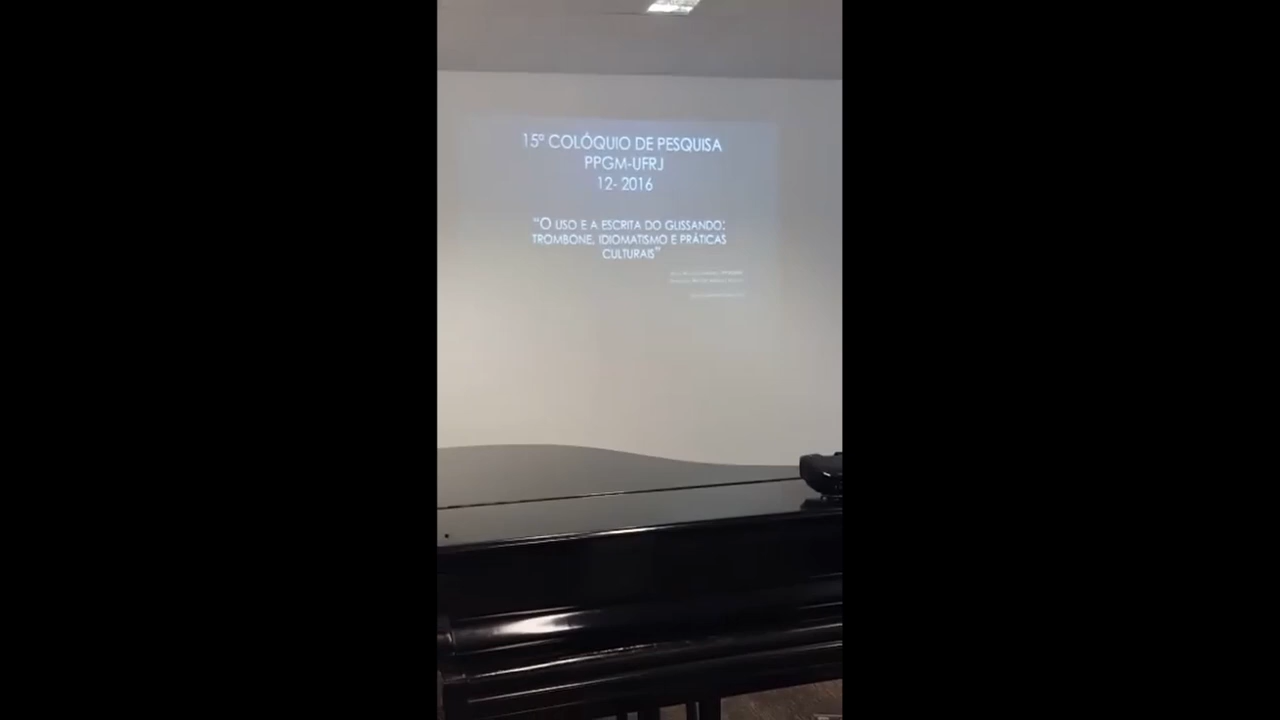 15º COLÓQUIO DE PESQUISA
PPGM-UFRJ
12- 2016
"O USO E A ESCRITA DO GLISSANDO:
TROMBONE, IDIOMATISMO E PRÁTICAS
CULTURAIS"